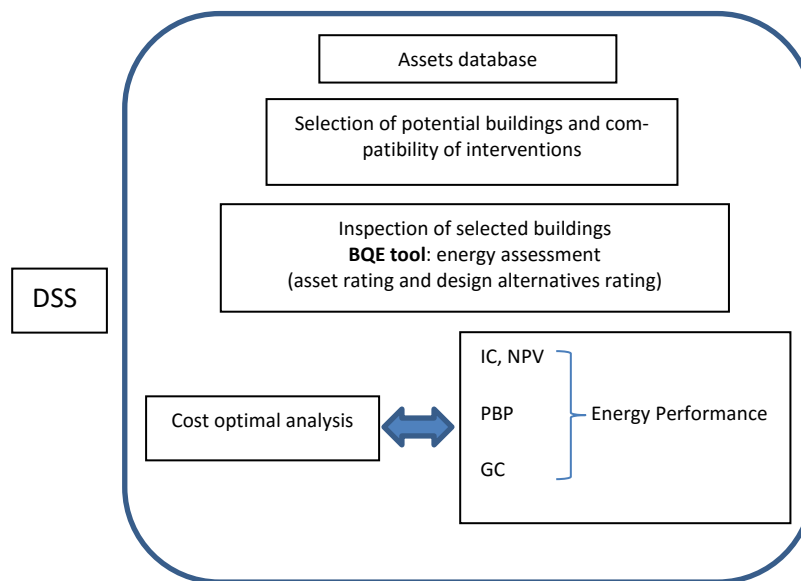 Assets database
Selection of potential buildings and com-
patibility of interventions
Inspection of selected buildings
BQE tool: energy assessment
(asset rating and design alternatives rating)
DSS
Cost optimal analysis
IC, NPV
PBP
GC
Energy Performance